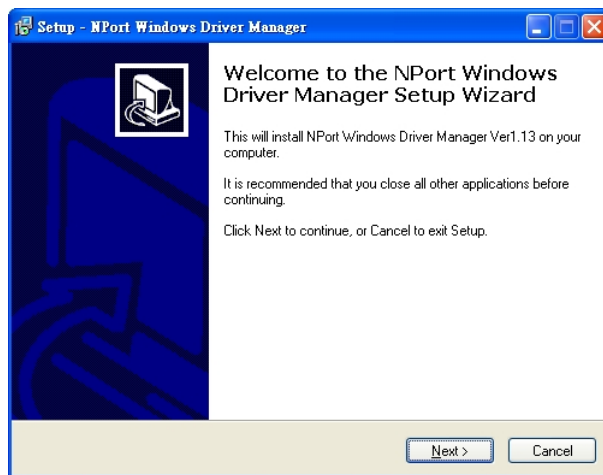 Setup - NPort Windows Driver Manager
Welcome to the NPort Windows
Driver Manager Setup Wizard
This will install NPort Windows Driver Manager Ver1.13 on your
computer.
It is recommended that you close all other applications before
continuing.
Click Next to continue, or Cancel to exit Setup.
Next >
Cancel